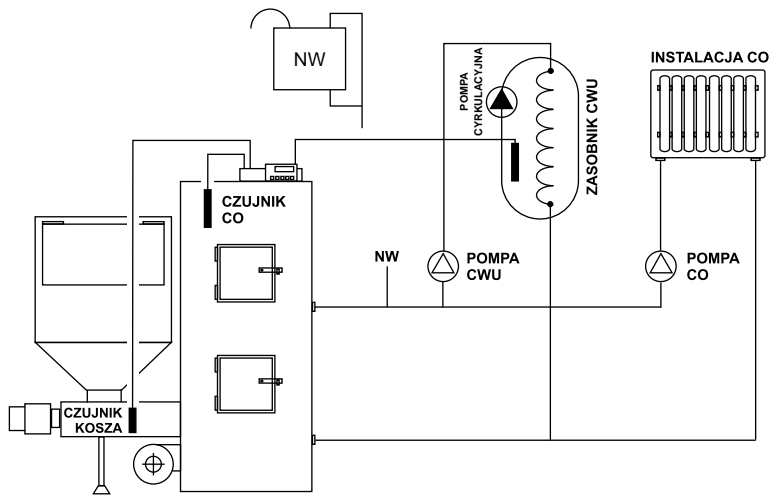 NW
POMPA
CYRKULACYJNA
ZASOBNIK CWU
INSTALACJA CO
CZUJNIK
CO
NW
POMPA
CWU
POMPA
CO
CZUJNIK
KOSZA